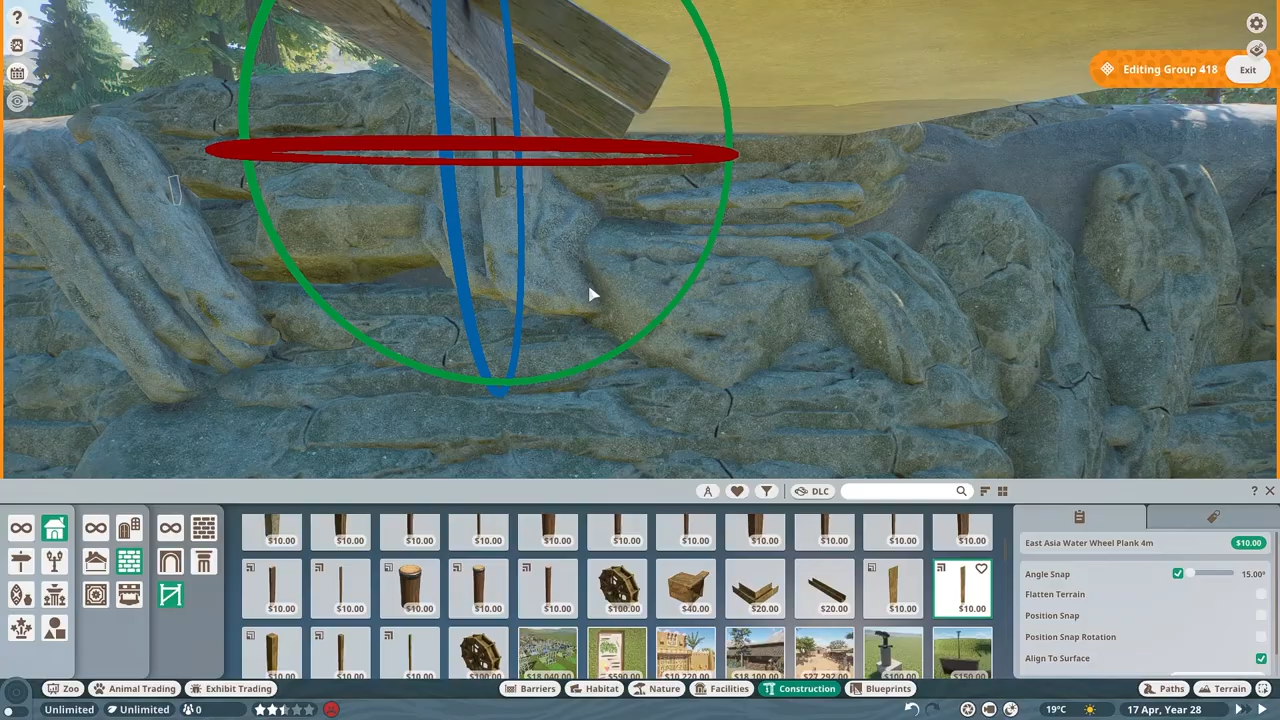 ?
Editing Group 418
Exit
DLC
? ✕
$10.00 $10.00 $10.00 $10.00 $10.00 $10.00 $10.00 $10.00 $10.00 $10.00 $10.00
$10.00 $10.00 $10.00 $10.00 $10.00 $100.00 $40.00 $20.00 $20.00 $10.00 $10.00
East Asia Water Wheel Plank 4m
$10.00
Angle Snap
15.00°
Flatten Terrain
Position Snap
Position Snap Rotation
Align To Surface
Zoo Animal Trading Exhibit Trading Barriers Habitat Nature Facilities Construction Blueprints Paths Terrain
Unlimited Unlimited 0 19°C 17 Apr, Year 28